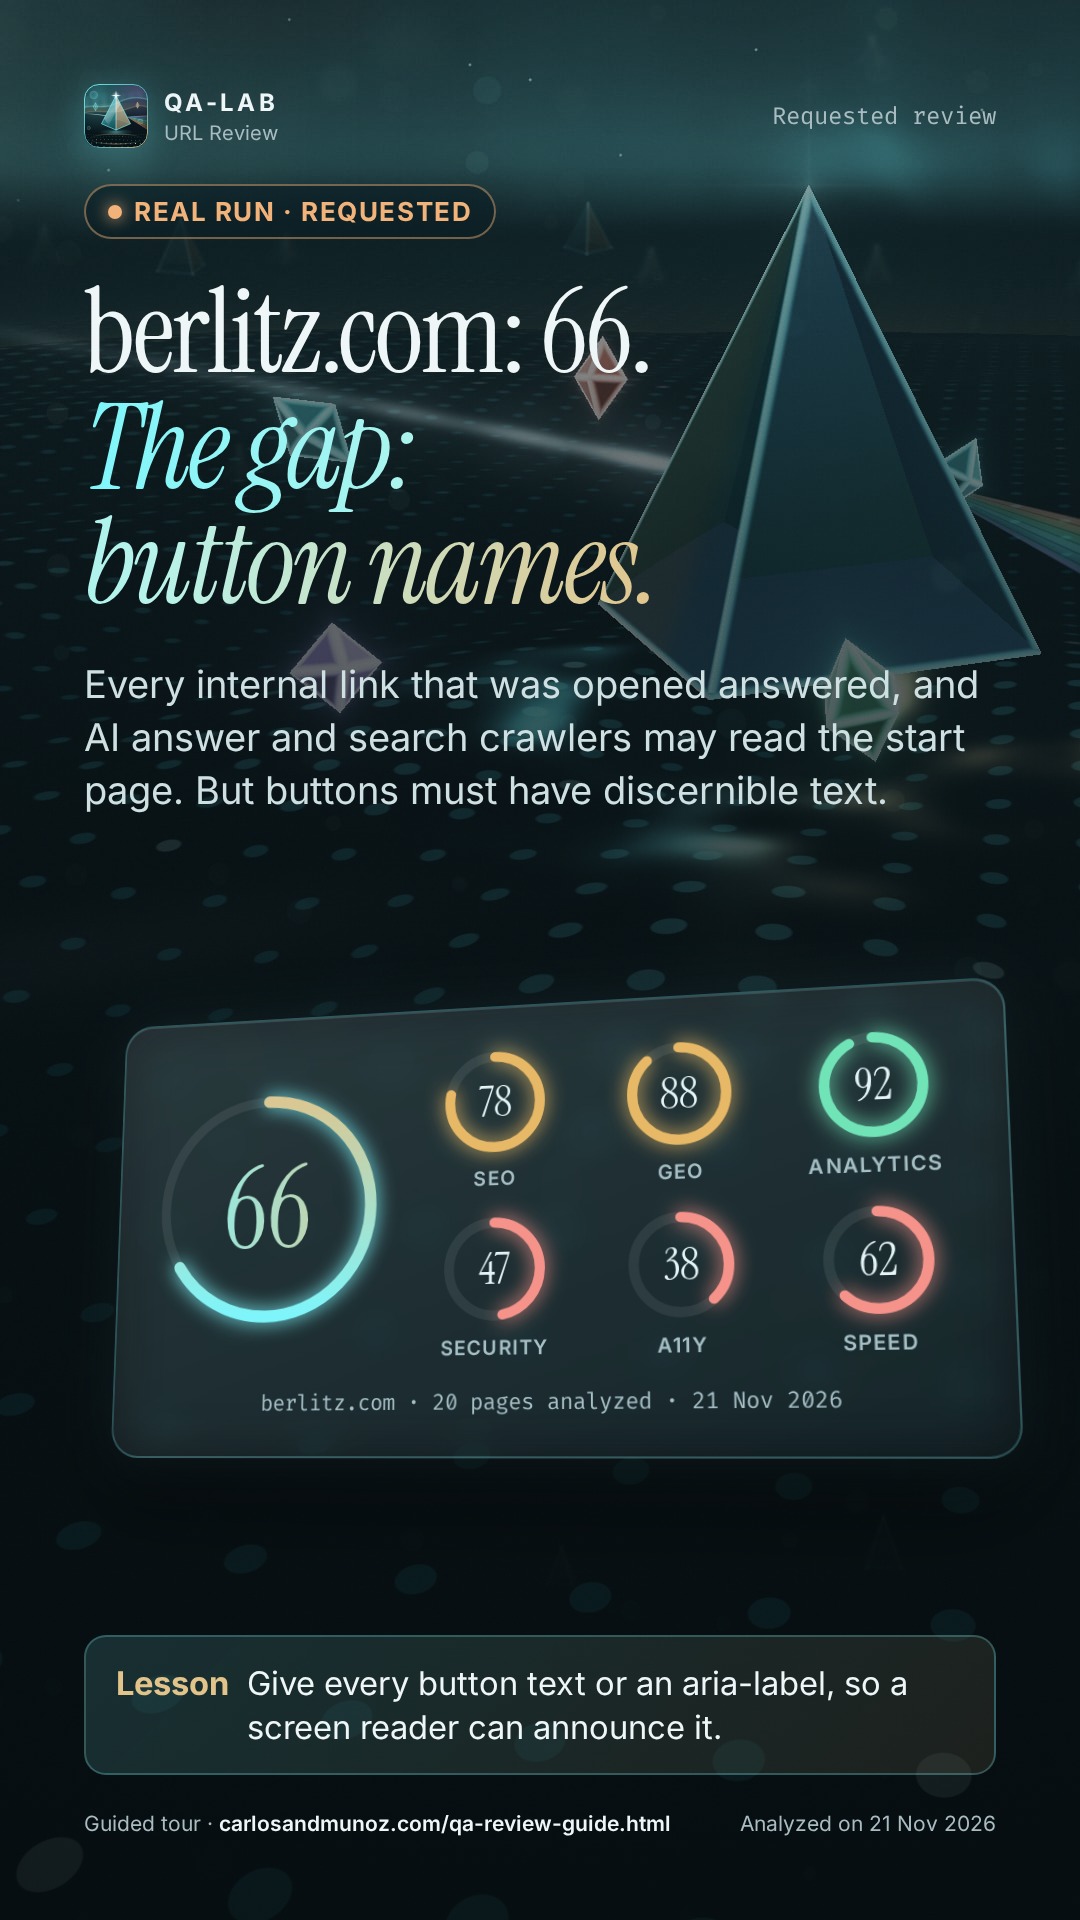 QA-LAB
URL Review
Requested review
REAL RUN · REQUESTED
berlitz.com: 66.
The gap:
button names.
Every internal link that was opened answered, and
AI answer and search crawlers may read the start
page. But buttons must have discernible text.
66
78
SEO
88
GEO
92
ANALYTICS
47
SECURITY
38
A11Y
62
SPEED
berlitz.com · 20 pages analyzed · 21 Nov 2026
Lesson Give every button text or an aria-label, so a
screen reader can announce it.
Guided tour · carlosandmunoz.com/qa-review-guide.html
Analyzed on 21 Nov 2026